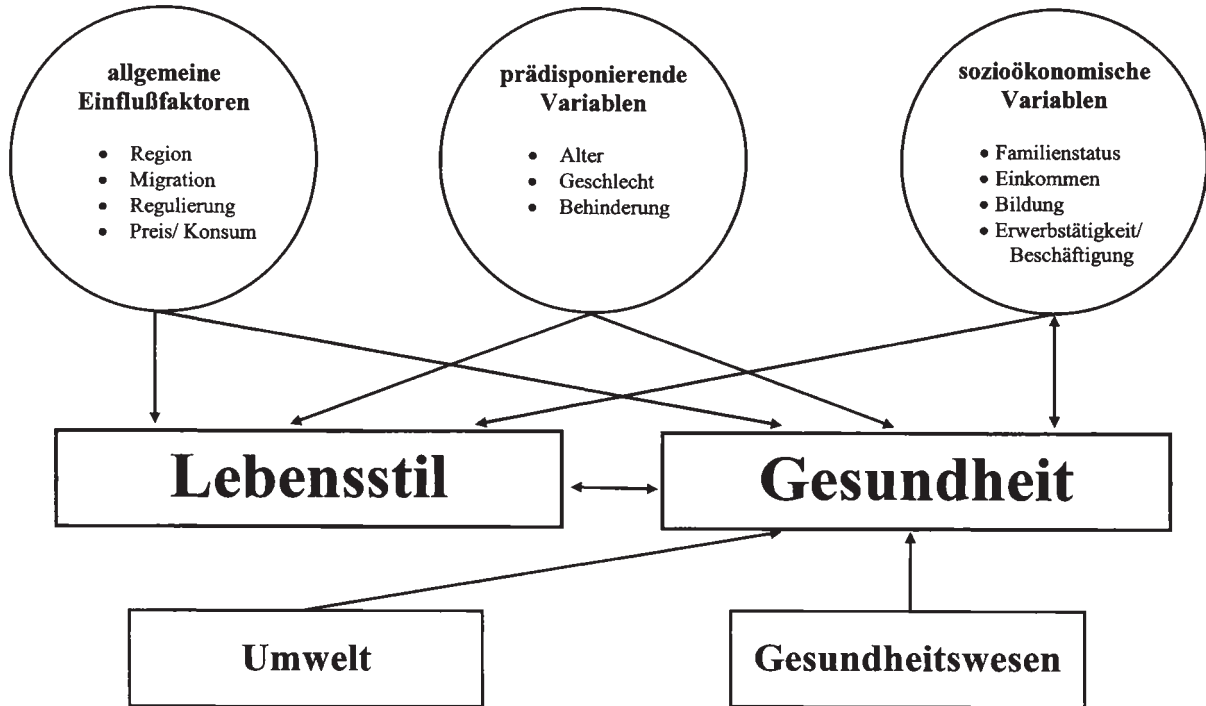 allgemeine
Einflußfaktoren
• Region
• Migration
• Regulierung
• Preis/ Konsum
prädisponierende
Variablen
• Alter
• Geschlecht
• Behinderung
sozioökonomische
Variablen
• Familienstatus
• Einkommen
• Bildung
• Erwerbstätigkeit/
Beschäftigung
Lebensstil
Gesundheit
Umwelt
Gesundheitswesen